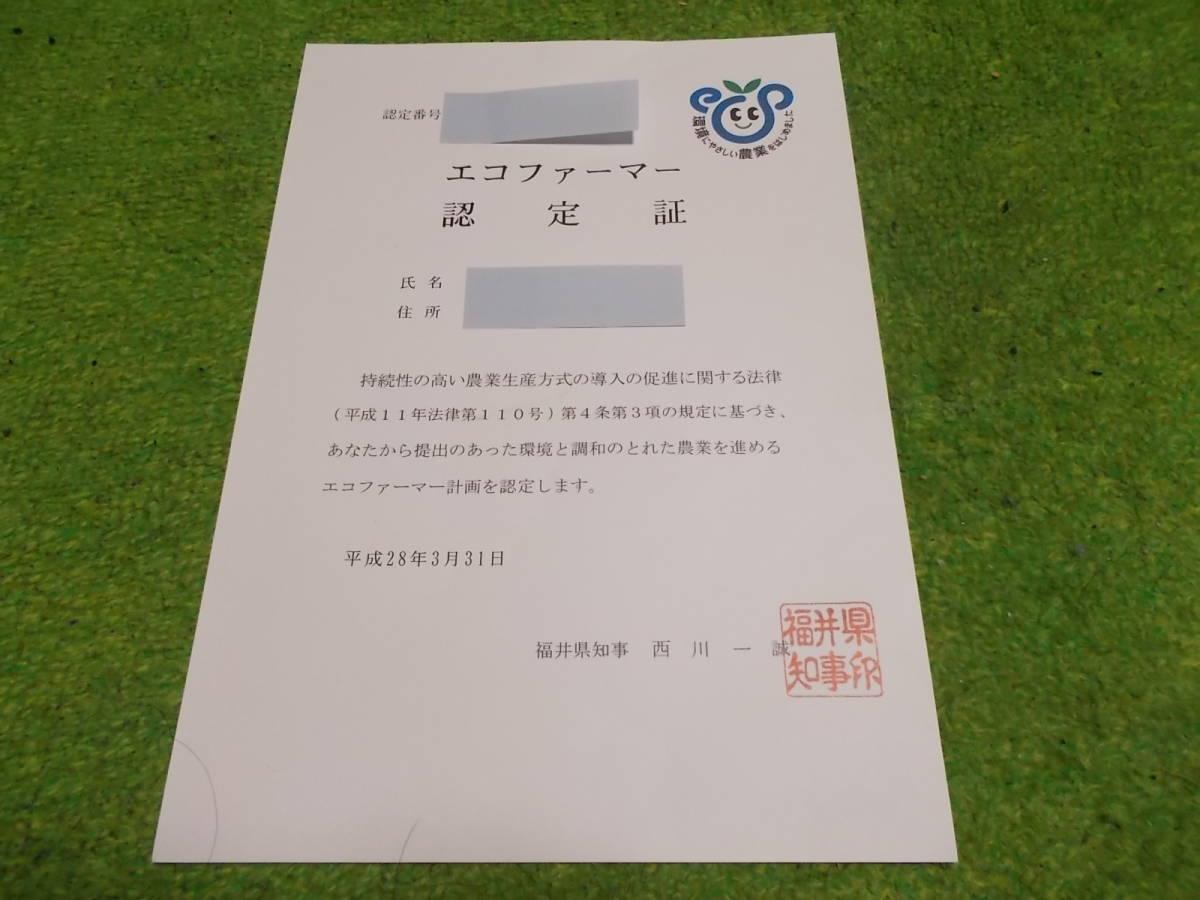 認定番号
eco
環境にやさしい農業をはじめました
エコファーマー
認定証
氏名
住所
持続性の高い農業生産方式の導入の促進に関する法律
(平成11年法律第110号)第4条第3項の規定に基づき、
あなたから提出のあった環境と調和のとれた農業を進める
エコファーマー計画を認定します。
平成28年3月31日
福井県知事 西川一誠
福井県
知事印